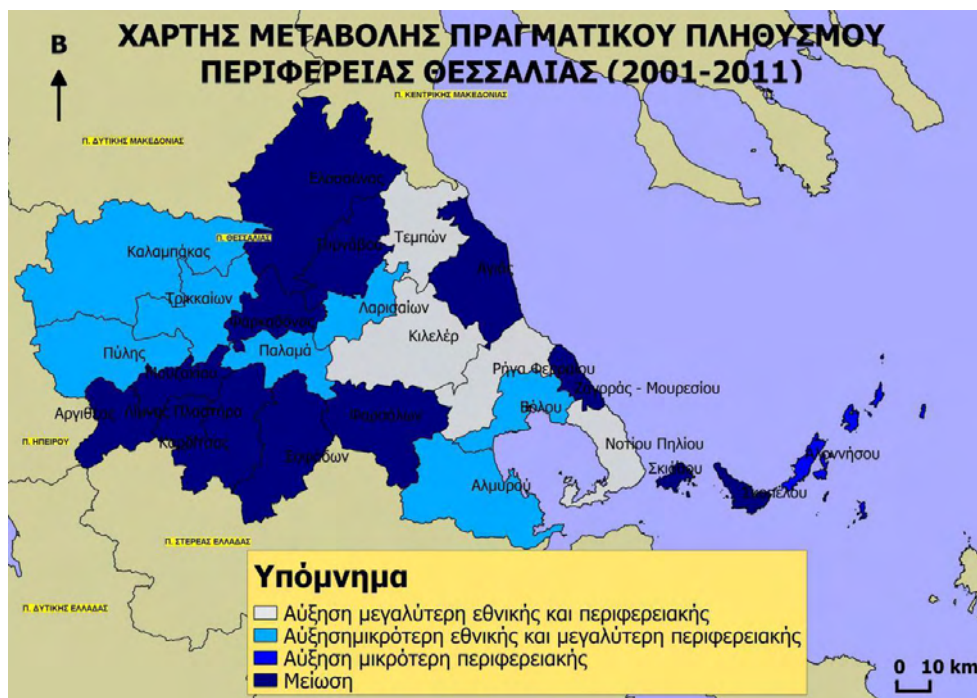 ΧΑΡΤΗΣ ΜΕΤΑΒΟΛΗΣ ΠΡΑΓΜΑΤΙΚΟΥ ΠΛΗΘΥΣΜΟΥ
ΠΕΡΙΦΕΡΕΙΑΣ ΘΕΣΣΑΛΙΑΣ (2001-2011)
Β
Π. ΚΕΝΤΡΙΚΗΣ ΜΑΚΕΔΟΝΙΑΣ
Π. ΔΥΤΙΚΗΣ ΜΑΚΕΔΟΝΙΑΣ
Ελασσόνας
Π. ΘΕΣΣΑΛΙΑΣ
Τεμπών
Τυρνάβου
Καλαμπάκας
Αγιάς
Τρικκαίων
Λαρισαίων
Φαρκαδόνας
Κιλελέρ
Πύλης
Παλαμά
Ρήγα Φερραίου
Μουζακίου
Ζαγοράς - Μουρεσίου
Αργιθέας
Λίμνης Πλαστήρα
Φαρσάλων
Βόλου
Π. ΗΠΕΙΡΟΥ
Καρδίτσας
Νοτίου Πηλίου
Σοφάδων
Σκιάθου
Αλοννήσου
Αλμυρού
Σκοπέλου
Π. ΣΤΕΡΕΑΣ ΕΛΛΑΔΑΣ
Π. ΔΥΤΙΚΗΣ ΕΛΛΑΔΑΣ
Υπόμνημα
Αύξηση μεγαλύτερη εθνικής και περιφερειακής
Αύξησημικρότερη εθνικής και μεγαλύτερη περιφερειακής
Αύξηση μικρότερη περιφερειακής
Μείωση
0 10 km